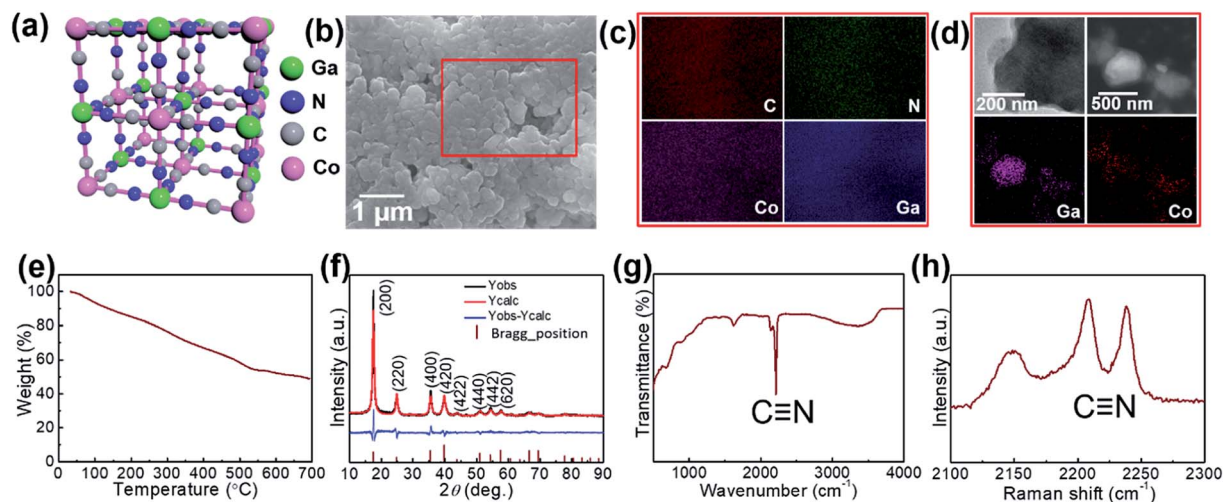 (a)
Ga
N
C
Co
(b)
1 μm
(c)
C
N
Co
Ga
(d)
200 nm
500 nm
Ga
Co
(e)
100
80
60
40
20
0
0 100 200 300 400 500 600 700
Weight (%)
Temperature (°C)
(f)
(200)
(220)
(400)
(420)
(422)
(440)
(442)
(620)
Yobs
Ycalc
Yobs-Ycalc
Bragg_position
Intensity (a.u.)
10 20 30 40 50 60 70 80 90
2θ (deg.)
(g)
C≡N
Transmittance (%)
1000 2000 3000 4000
Wavenumber (cm⁻¹)
(h)
C≡N
Intensity (a.u.)
2100 2150 2200 2250 2300
Raman shift (cm⁻¹)